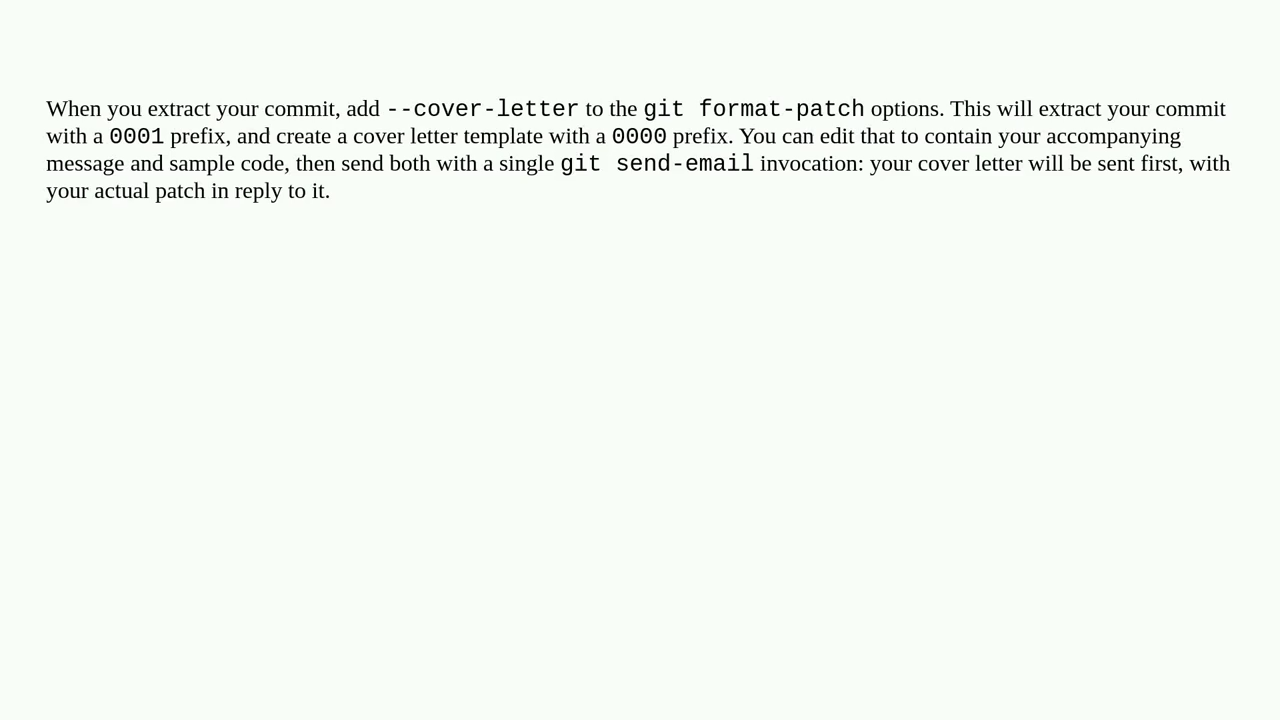 When you extract your commit, add --cover-letter to the git format-patch options. This will extract your commit
with a 0001 prefix, and create a cover letter template with a 0000 prefix. You can edit that to contain your accompanying
message and sample code, then send both with a single git send-email invocation: your cover letter will be sent first, with
your actual patch in reply to it.